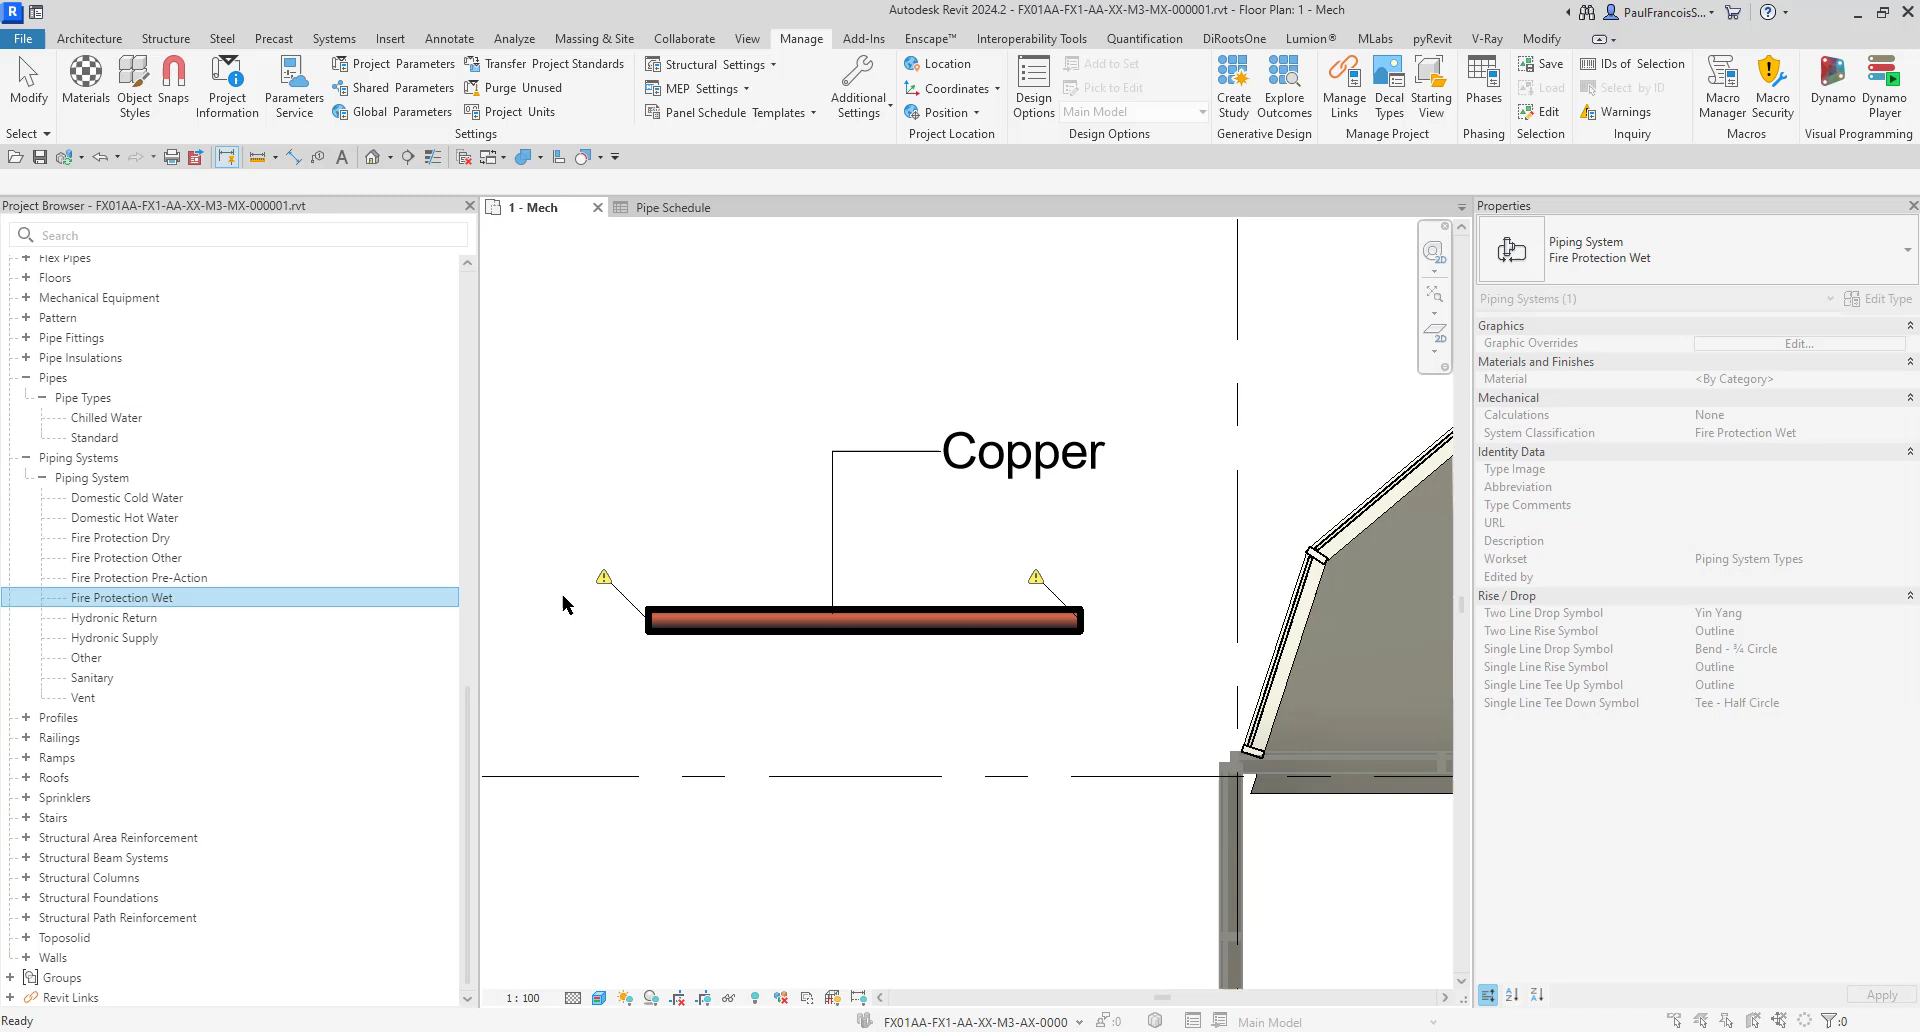 Autodesk Revit 2024.2 - FX01AA-FX1-AA-XX-M3-MX-000001.rvt - Floor Plan: 1 - Mech
PaulFrancoisS...
File Architecture Structure Steel Precast Systems Insert Annotate Analyze Massing & Site Collaborate View Manage Add-Ins Enscape™ Interoperability Tools Quantification DiRootsOne Lumion® MLabs pyRevit V-Ray Modify
Modify
Materials
Object Styles
Snaps
Project Information
Parameters Service
Project Parameters
Shared Parameters
Global Parameters
Transfer Project Standards
Purge Unused
Project Units
Structural Settings
MEP Settings
Panel Schedule Templates
Additional Settings
Location
Coordinates
Position
Design Options
Add to Set
Pick to Edit
Main Model
Create Study
Explore Outcomes
Manage Links
Decal Types
Starting View
Phases
Save
Load
Edit
IDs of Selection
Select by ID
Warnings
Macro Manager
Macro Security
Dynamo
Dynamo Player
Select Settings Project Location Design Options Generative Design Manage Project Phasing Selection Inquiry Macros Visual Programming
Project Browser - FX01AA-FX1-AA-XX-M3-MX-000001.rvt
Search
Flex Pipes
Floors
Mechanical Equipment
Pattern
Pipe Fittings
Pipe Insulations
Pipes
Pipe Types
Chilled Water
Standard
Piping Systems
Piping System
Domestic Cold Water
Domestic Hot Water
Fire Protection Dry
Fire Protection Other
Fire Protection Pre-Action
Fire Protection Wet
Hydronic Return
Hydronic Supply
Other
Sanitary
Vent
Profiles
Railings
Ramps
Roofs
Sprinklers
Stairs
Structural Area Reinforcement
Structural Beam Systems
Structural Columns
Structural Foundations
Structural Path Reinforcement
Toposolid
Walls
Groups
Revit Links
1 - Mech
Pipe Schedule
2D
2D
Copper
1 : 100
Properties
Piping System
Fire Protection Wet
Piping Systems (1) Edit Type
Graphics
Graphic Overrides Edit...
Materials and Finishes
Material <By Category>
Mechanical
Calculations None
System Classification Fire Protection Wet
Identity Data
Type Image
Abbreviation
Type Comments
URL
Description
Workset Piping System Types
Edited by
Rise / Drop
Two Line Drop Symbol Yin Yang
Two Line Rise Symbol Outline
Single Line Drop Symbol Bend - ¾ Circle
Single Line Rise Symbol Outline
Single Line Tee Up Symbol Outline
Single Line Tee Down Symbol Tee - Half Circle
Apply
Ready
FX01AA-FX1-AA-XX-M3-AX-0000
:0
Main Model
:0